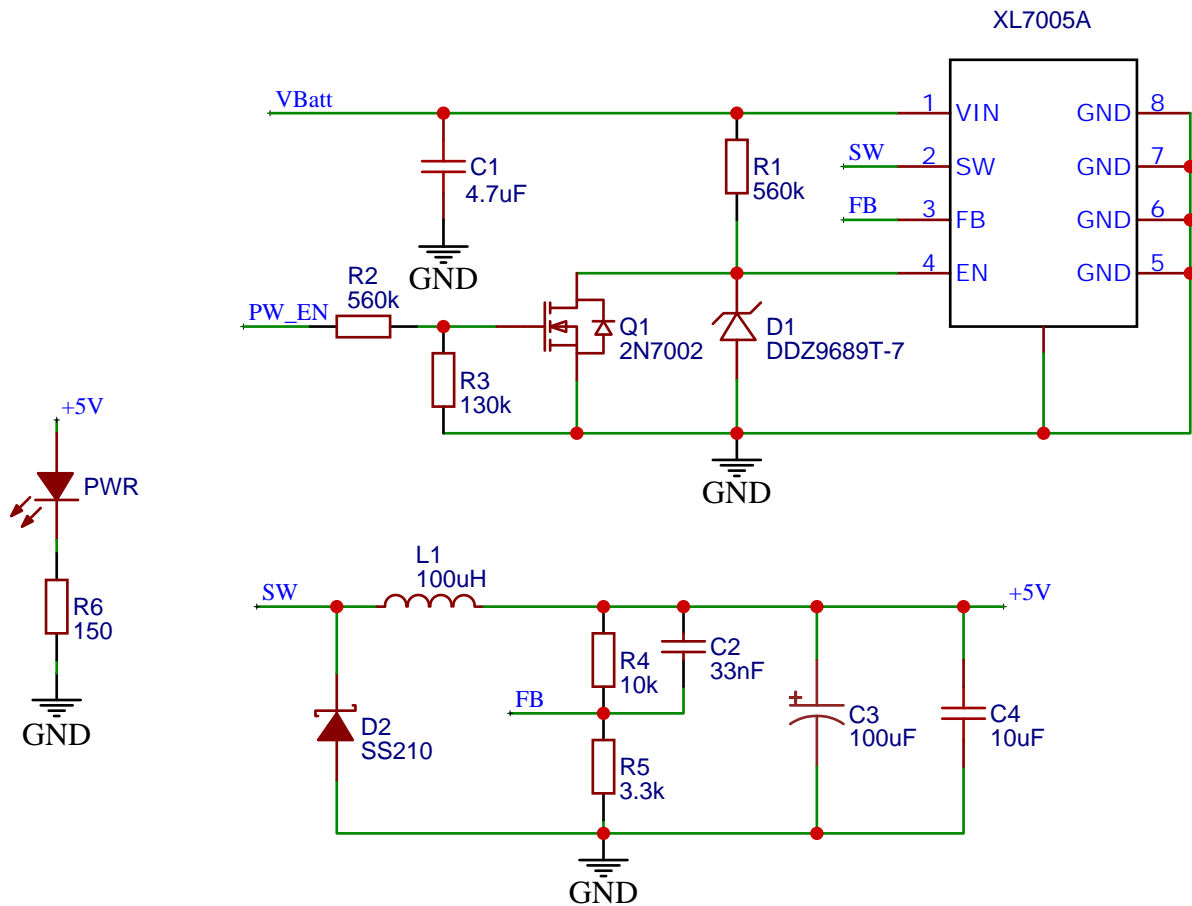 XL7005A
VBatt
1 VIN GND 8
SW 2 SW GND 7
FB 3 FB GND 6
4 EN GND 5
C1
4.7uF
GND
R1
560k
R2
560k
PW_EN
R3
130k
Q1
2N7002
D1
DDZ9689T-7
GND
+5V
PWR
R6
150
GND
SW
L1
100uH
+5V
R4
10k
C2
33nF
FB
D2
SS210
R5
3.3k
+
C3
100uF
C4
10uF
GND